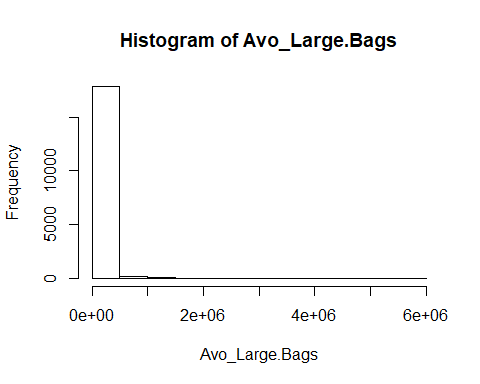 Histogram of Avo_Large.Bags
Frequency
10000
5000
0
0e+00 2e+06 4e+06 6e+06
Avo_Large.Bags